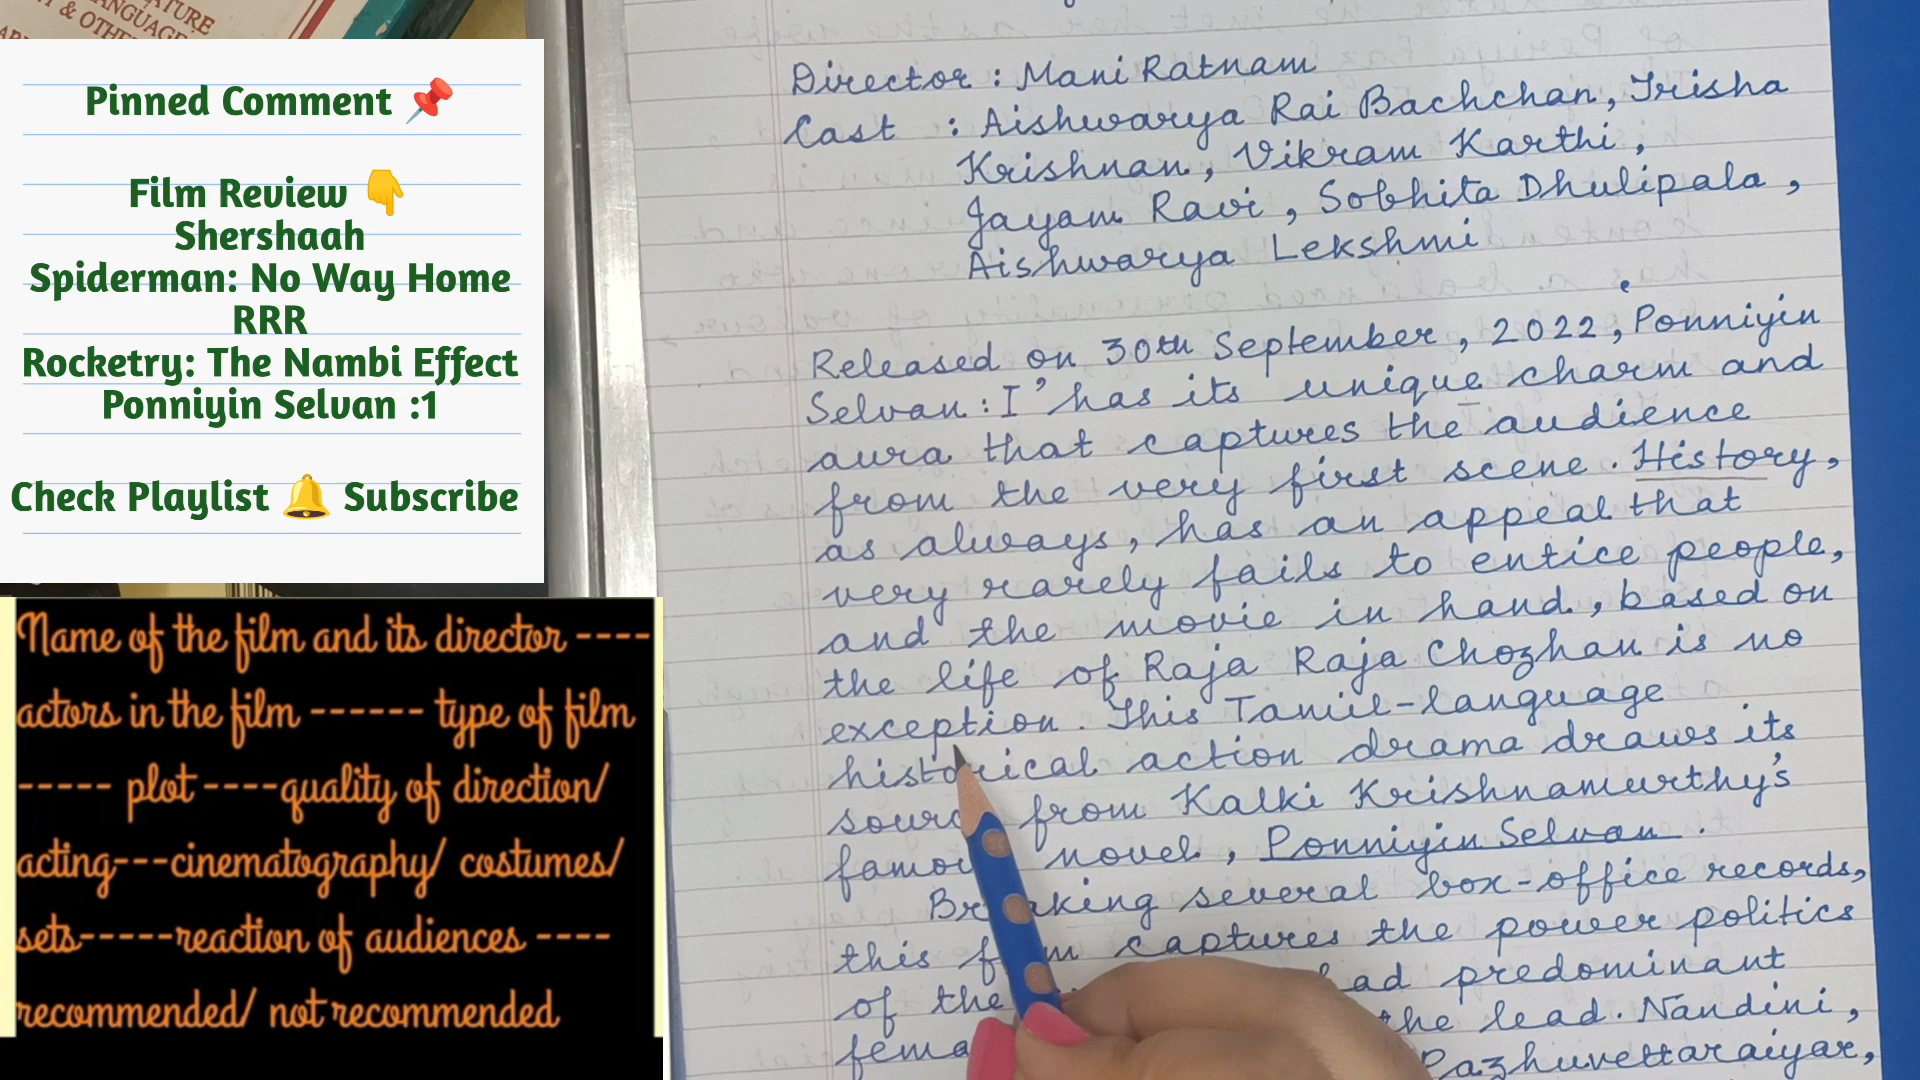 ATURE
& OTHE
LANGUAGE
Pinned Comment 📌
Film Review 👇
Shershaah
Spiderman: No Way Home
RRR
Rocketry: The Nambi Effect
Ponniyin Selvan :1
Check Playlist 🔔 Subscribe
Name of the film and its director ----
actors in the film ------ type of film
----- plot ----quality of direction/
acting---cinematography/ costumes/
sets-----reaction of audiences ----
recommended/ not recommended
Director : Mani Ratnam
Cast : Aishwarya Rai Bachchan, Trisha
Krishnan, Vikram Karthi,
Jayam Ravi, Sobhita Dhulipala,
Aishwarya Lekshmi
Released on 30th September, 2022, 'Ponniyin
Selvan : I' has its unique charm and
aura that captures the audience
from the very first scene. History,
as always, has an appeal that
very rarely fails to entice people,
and the movie in hand, based on
the life of Raja Raja Chozhan is no
exception. This Tamil-language
historical action drama draws its
from Kalki Krishnamurthy's
novel, Ponniyin Selvan.
several box-office records,
this captures the power politics
of the predominant
the lead. Nandini,
Pazhuvettaraiyar,